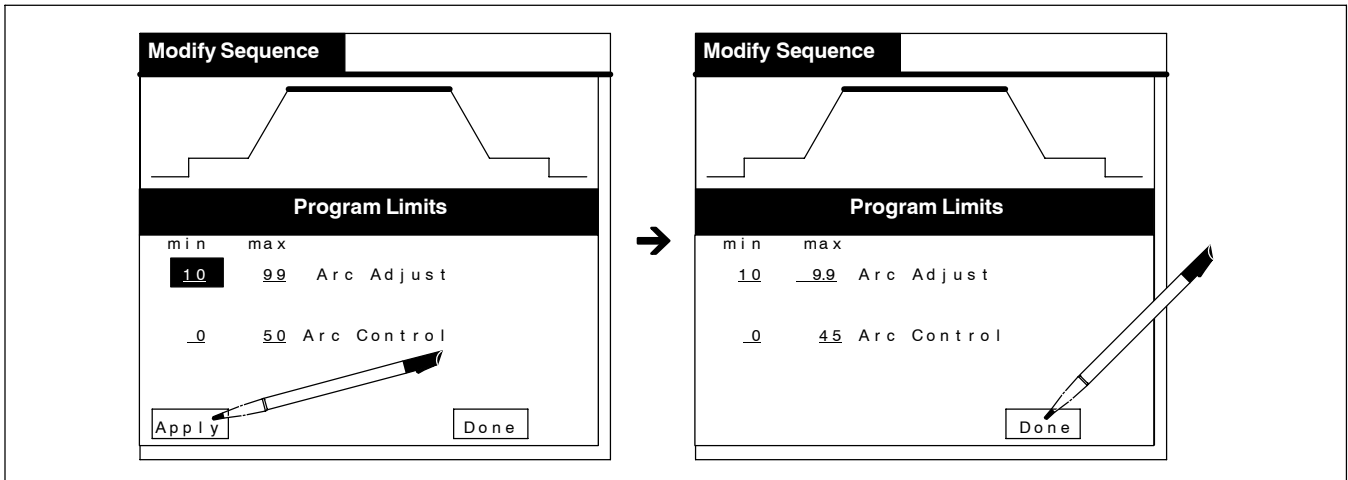 Modify Sequence
Program Limits
min max
10 99 Arc Adjust
0 50 Arc Control
Apply Done
Modify Sequence
Program Limits
min max
10 9.9 Arc Adjust
0 45 Arc Control
Done